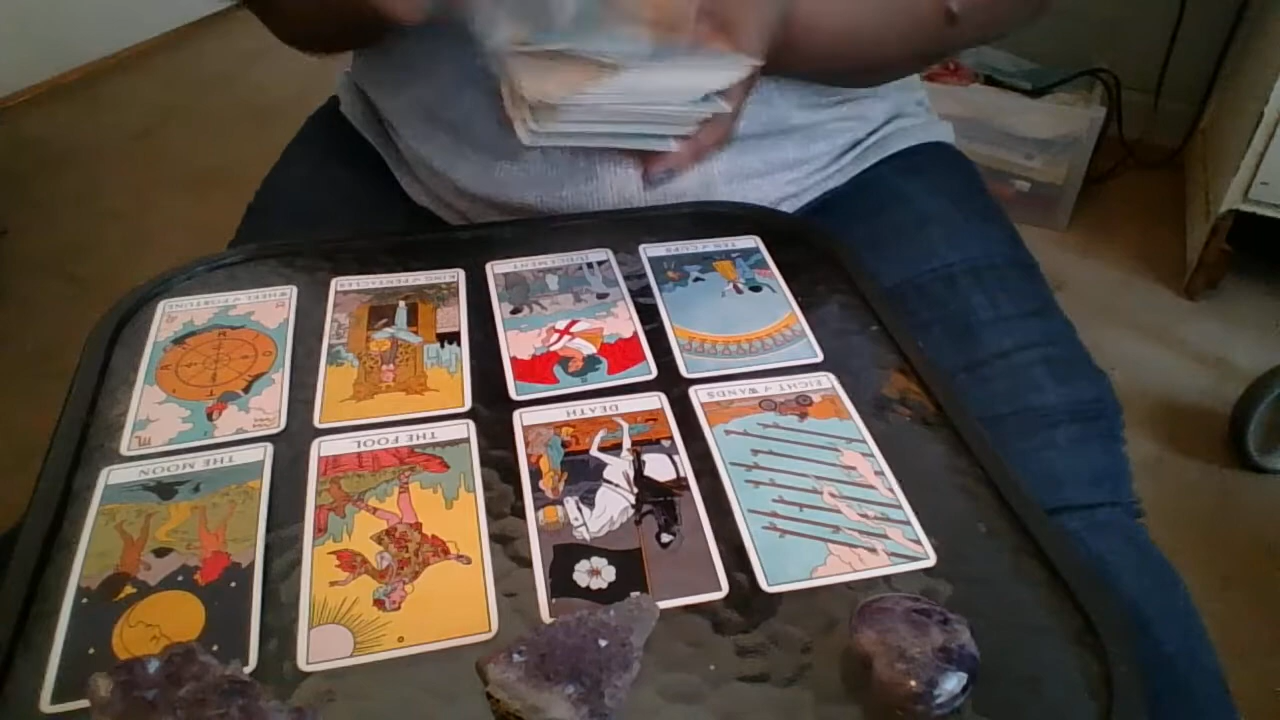 WHEEL of FORTUNE
KING of PENTACLES
JUDGEMENT
TEN of CUPS
THE MOON
THE FOOL
DEATH
EIGHT of WANDS